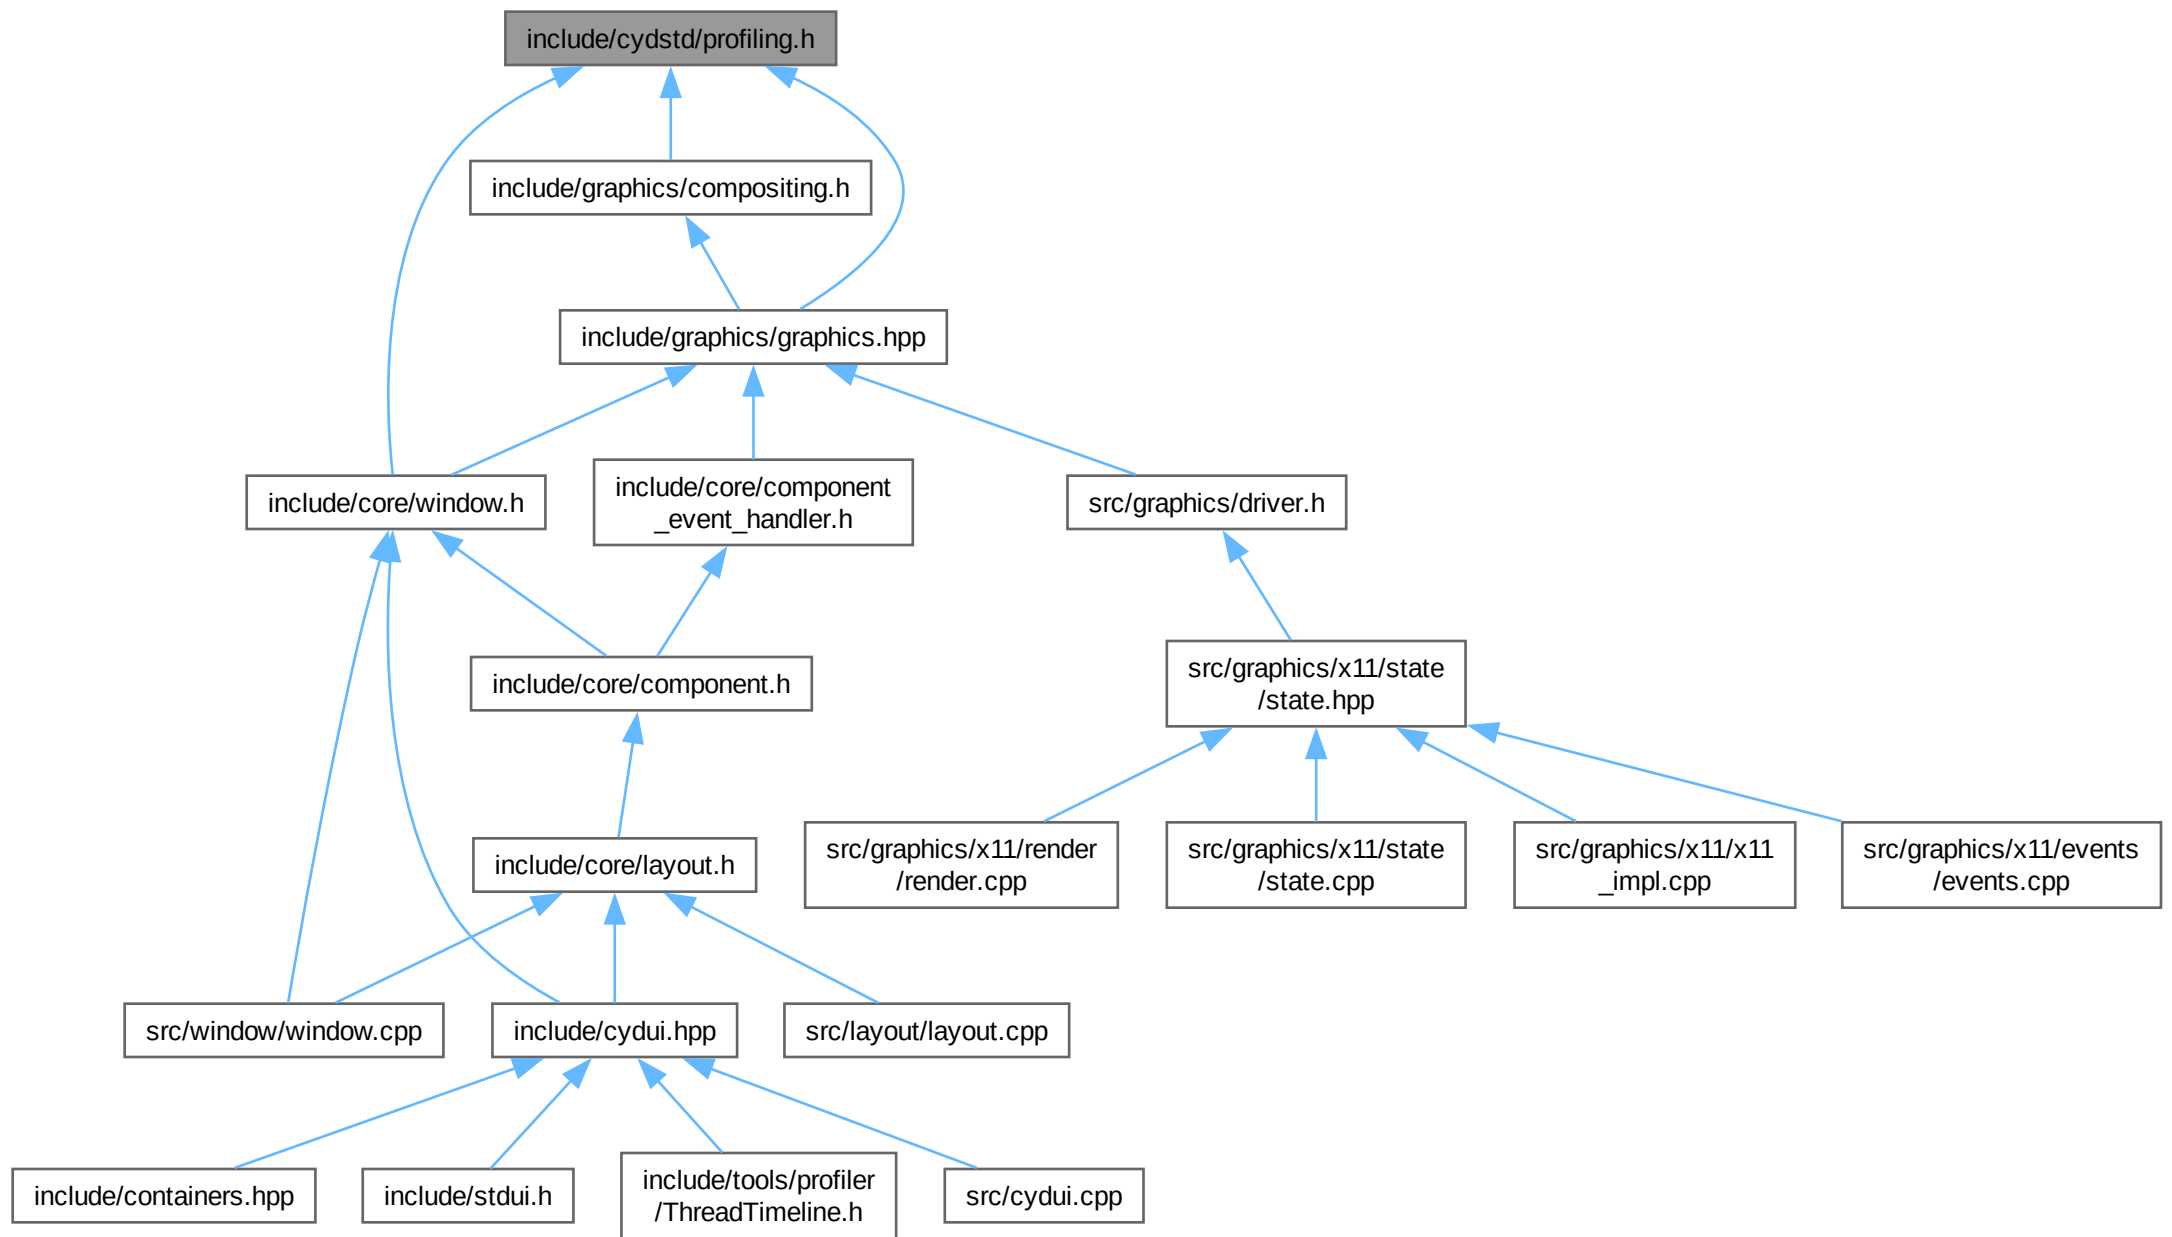 include/cydstd/profiling.h
include/graphics/compositing.h
include/graphics/graphics.hpp
include/core/window.h
include/core/component
_event_handler.h
src/graphics/driver.h
include/core/component.h
src/graphics/x11/state
/state.hpp
include/core/layout.h
src/graphics/x11/render
/render.cpp
src/graphics/x11/state
/state.cpp
src/graphics/x11/x11
_impl.cpp
src/graphics/x11/events
/events.cpp
src/window/window.cpp
include/cydui.hpp
src/layout/layout.cpp
include/containers.hpp
include/stdui.h
include/tools/profiler
/ThreadTimeline.h
src/cydui.cpp